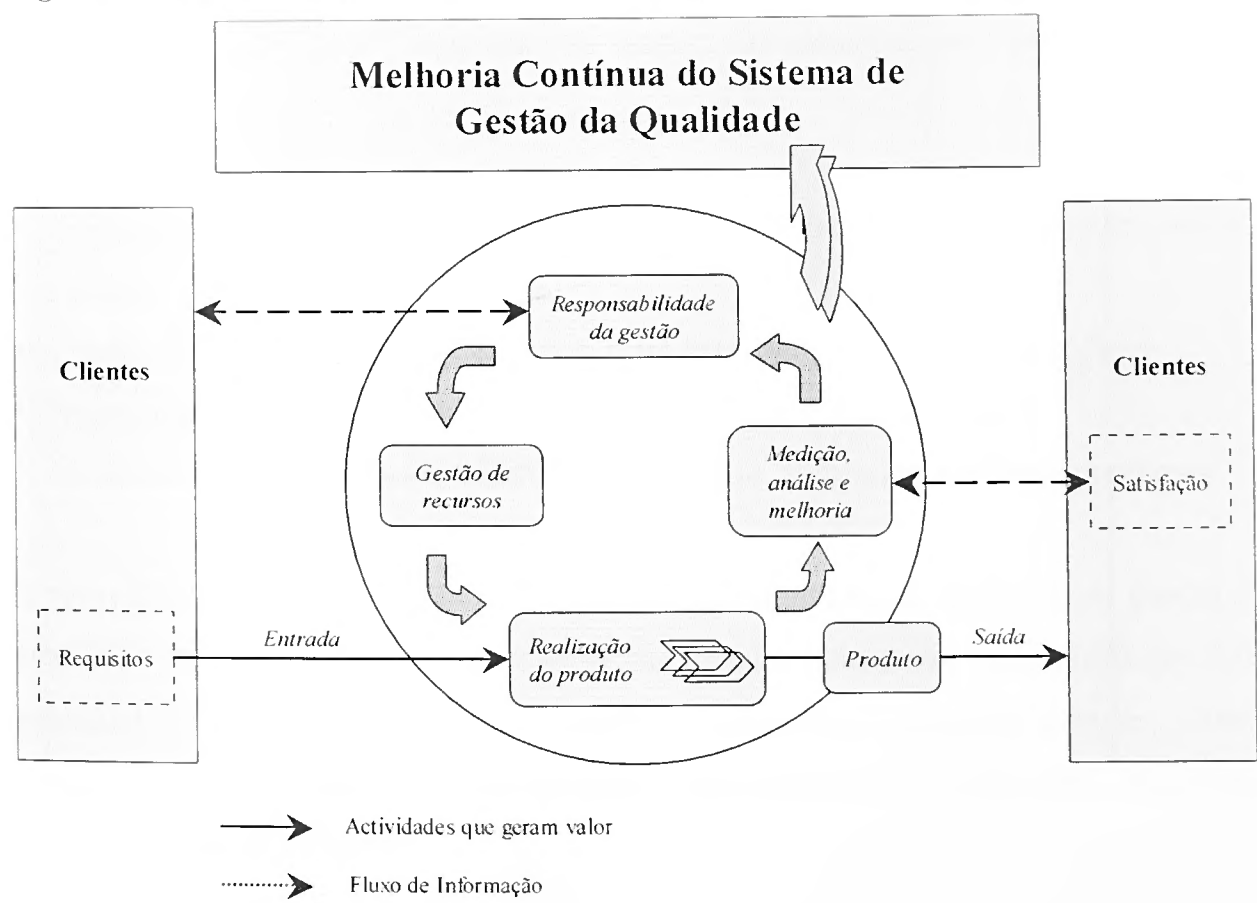 Melhoria Contínua do Sistema de
Gestão da Qualidade
Responsabilidade
da gestão
Clientes
Clientes
Gestão de
recursos
Medição,
análise e
melhoria
Satisfação
Requisitos
Entrada
Realização
do produto
Produto
Saída
Actividades que geram valor
Fluxo de Informação